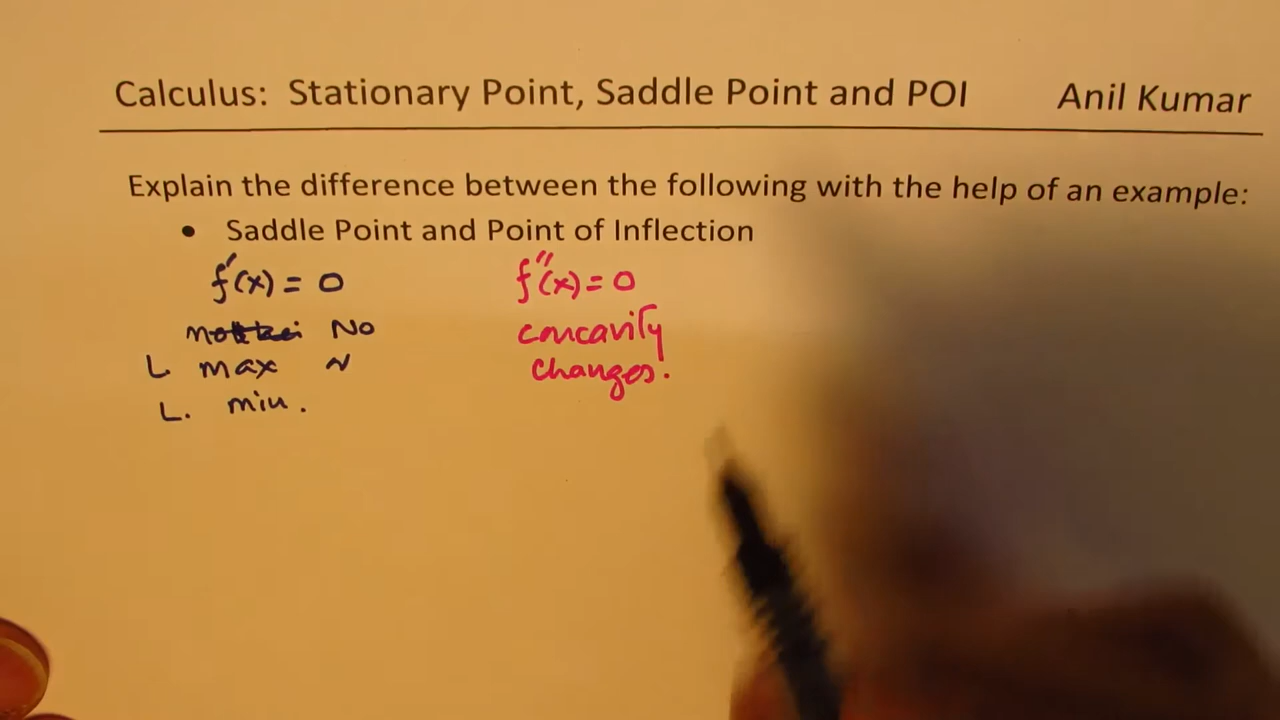 Calculus: Stationary Point, Saddle Point and POI Anil Kumar
Explain the difference between the following with the help of an example:
• Saddle Point and Point of Inflection
f'(x) = 0 f''(x) = 0
No concavity
L max changes.
L. min.